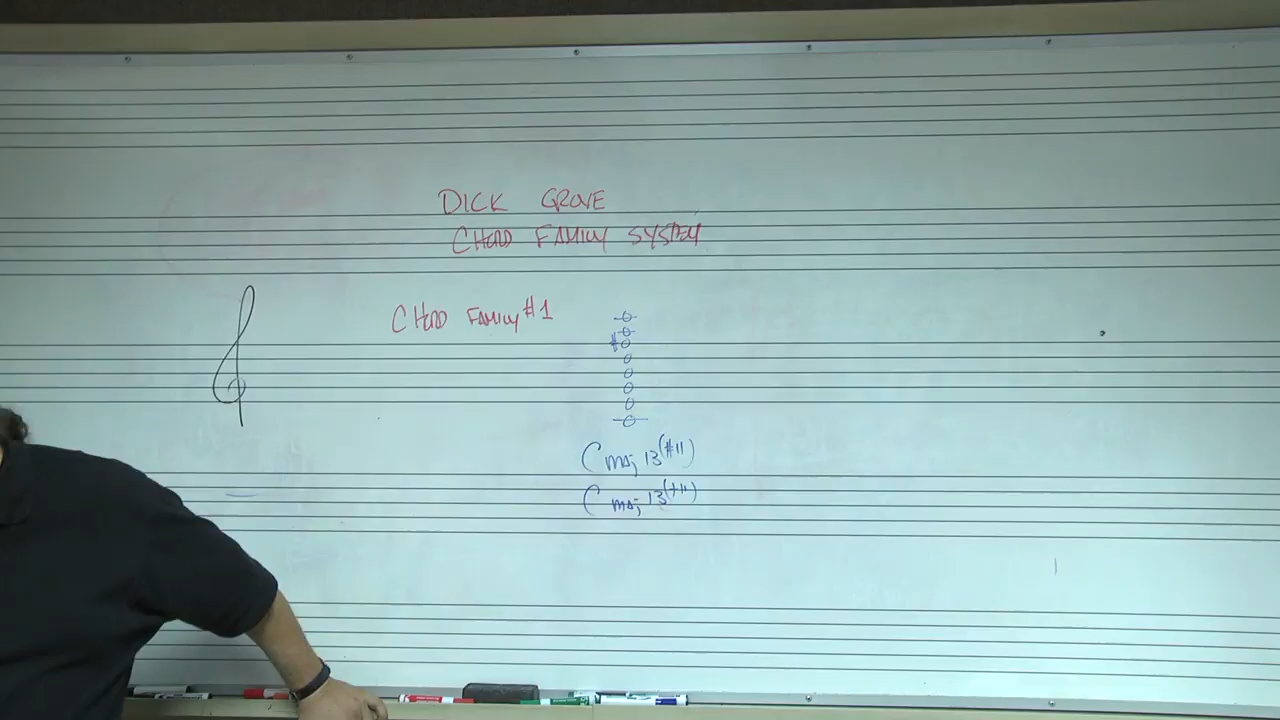 DICK GROVE
CHORD FAMILY SYSTEM
CHORD FAMILY #1
C maj 13(#11)
C maj 13(+11)